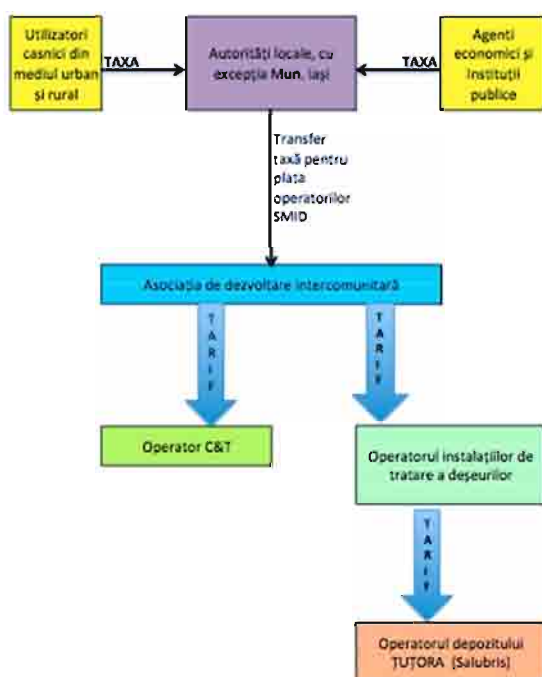 Utilizatori
casnici din
mediul urban
și rural
TAXA
Autorități locale, cu
excepția Mun. Iași
TAXA
Agenti
economici și
Instituții
publice
Transfer
taxă pentru
plata
operatorilor
SMID
Asociația de dezvoltare intercomunitară
TARIF
TARIF
Operator C&T
Operatorul instalațiilor de
tratare a deșeurilor
TARIF
Operatorul depozitului
ȚUȚORA (Salubris)